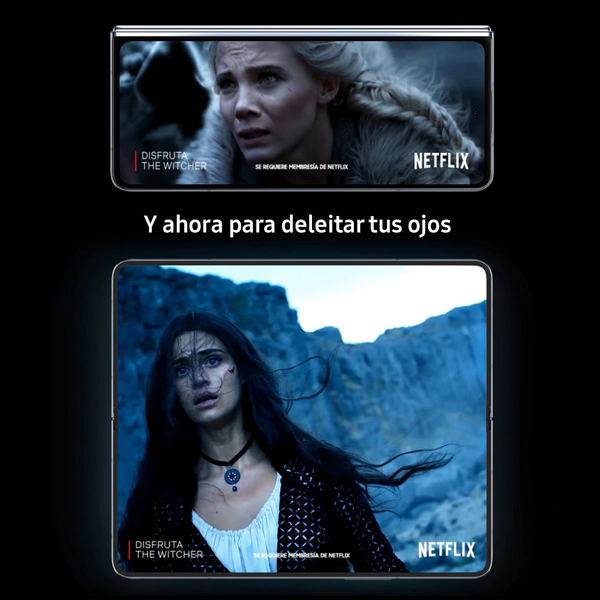 DISFRUTA
THE WITCHER
SE REQUIERE MEMBRESÍA DE NETFLIX
NETFLIX
Y ahora para deleitar tus ojos
DISFRUTA
THE WITCHER
SE REQUIERE MEMBRESÍA DE NETFLIX
NETFLIX